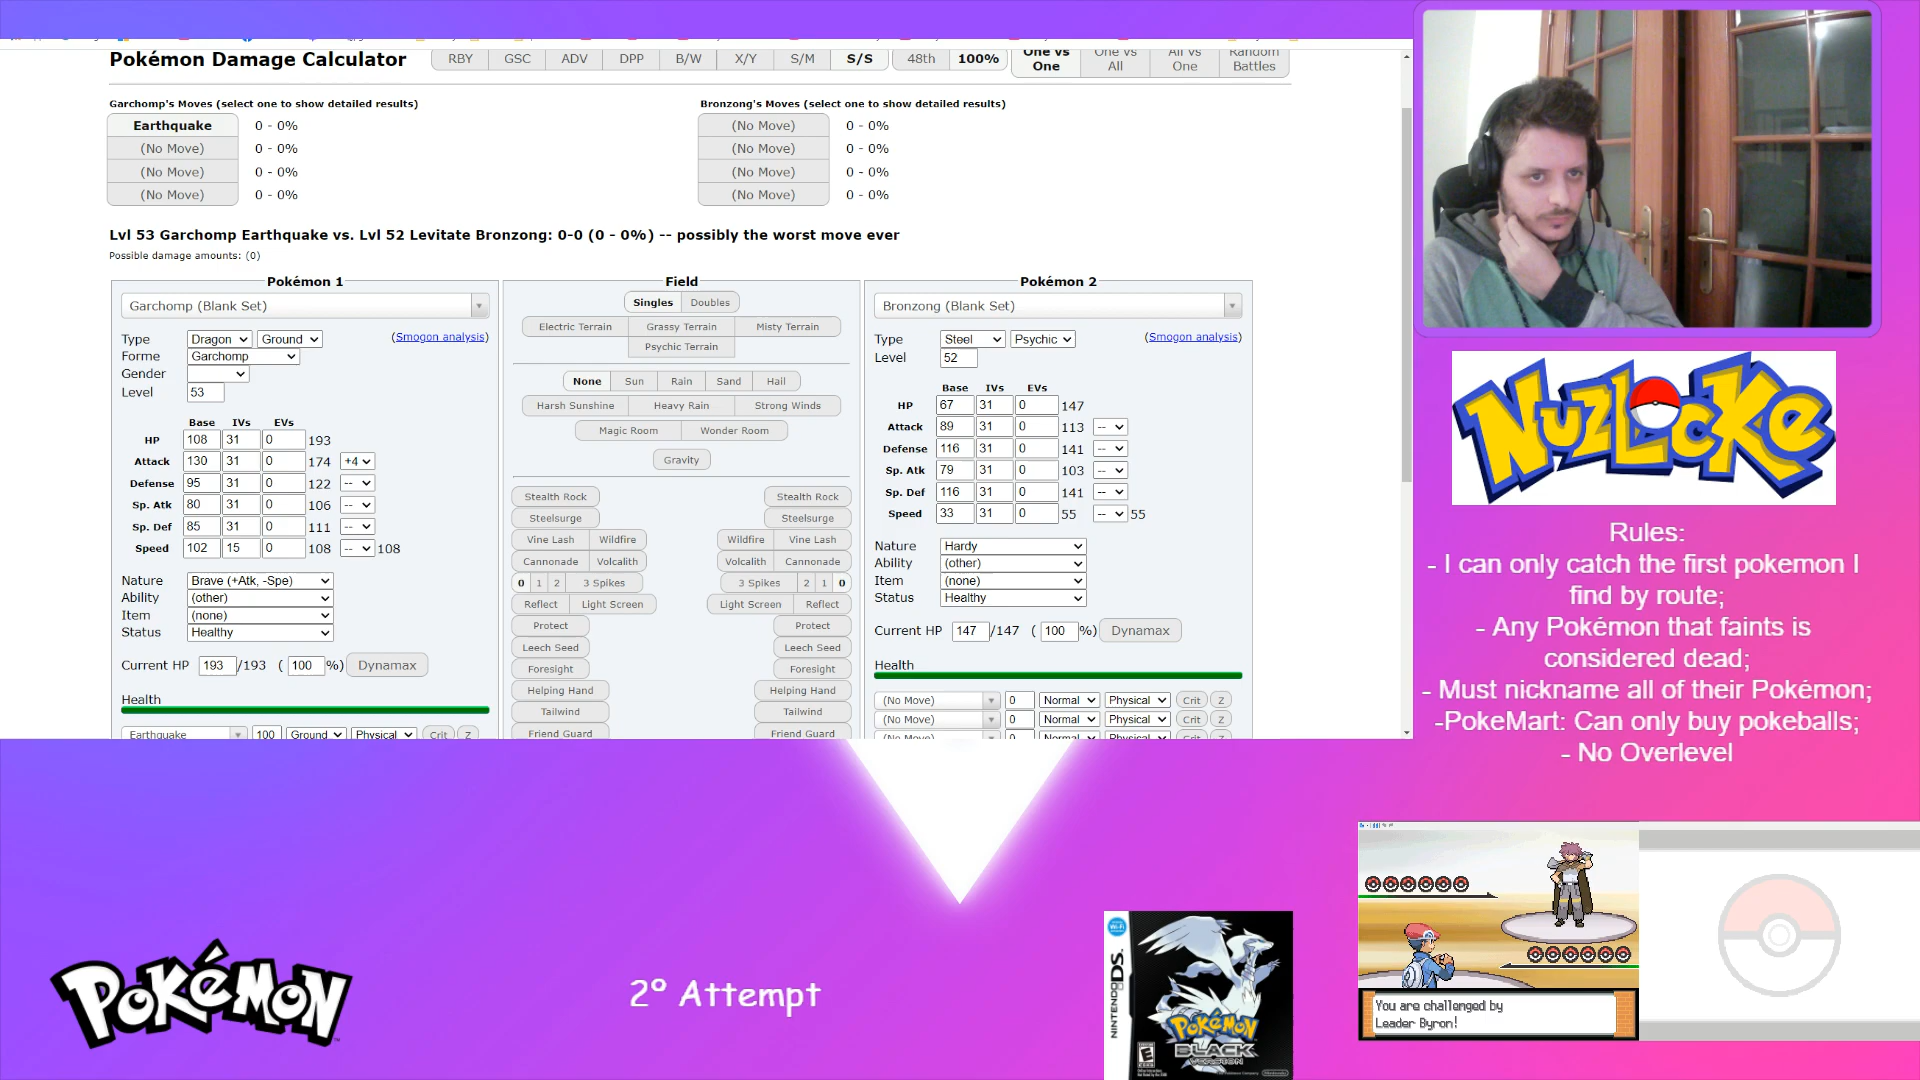 Pokémon Damage Calculator
RBY GSC ADV DPP B/W X/Y S/M S/S 48th 100% One vs One One vs All All vs One Random Battles
Garchomp's Moves (select one to show detailed results)
Earthquake 0 - 0%
(No Move) 0 - 0%
(No Move) 0 - 0%
(No Move) 0 - 0%
Bronzong's Moves (select one to show detailed results)
(No Move) 0 - 0%
(No Move) 0 - 0%
(No Move) 0 - 0%
(No Move) 0 - 0%
Lvl 53 Garchomp Earthquake vs. Lvl 52 Levitate Bronzong: 0-0 (0 - 0%) -- possibly the worst move ever
Possible damage amounts: (0)
Pokémon 1
Garchomp (Blank Set)
Type Dragon Ground (Smogon analysis)
Forme Garchomp
Gender
Level 53
Base IVs EVs
HP 108 31 0 193
Attack 130 31 0 174 +4
Defense 95 31 0 122 --
Sp. Atk 80 31 0 106 --
Sp. Def 85 31 0 111 --
Speed 102 15 0 108 -- 108
Nature Brave (+Atk, -Spe)
Ability (other)
Item (none)
Status Healthy
Current HP 193 /193 ( 100 %) Dynamax
Health
Earthquake 100 Ground Physical Crit Z
Field
Singles Doubles
Electric Terrain Grassy Terrain Misty Terrain
Psychic Terrain
None Sun Rain Sand Hail
Harsh Sunshine Heavy Rain Strong Winds
Magic Room Wonder Room
Gravity
Stealth Rock Stealth Rock
Steelsurge Steelsurge
Vine Lash Wildfire Wildfire Vine Lash
Cannonade Volcalith Volcalith Cannonade
0 1 2 3 Spikes 3 Spikes 2 1 0
Reflect Light Screen Light Screen Reflect
Protect Protect
Leech Seed Leech Seed
Foresight Foresight
Helping Hand Helping Hand
Tailwind Tailwind
Friend Guard Friend Guard
Pokémon 2
Bronzong (Blank Set)
Type Steel Psychic (Smogon analysis)
Level 52
Base IVs EVs
HP 67 31 0 147
Attack 89 31 0 113 --
Defense 116 31 0 141 --
Sp. Atk 79 31 0 103 --
Sp. Def 116 31 0 141 --
Speed 33 31 0 55 -- 55
Nature Hardy
Ability (other)
Item (none)
Status Healthy
Current HP 147 /147 ( 100 %) Dynamax
Health
(No Move) 0 Normal Physical Crit Z
(No Move) 0 Normal Physical Crit Z
(No Move) 0 Normal Physical Crit Z
NUZLOCKE
Rules:
- I can only catch the first pokemon I
find by route;
- Any Pokémon that faints is
considered dead;
- Must nickname all of their Pokémon;
-PokeMart: Can only buy pokeballs;
- No Overlevel
POKéMON
2º Attempt
NINTENDO DS
Wi-Fi
POKéMON
BLACK
VERSION
E
You are challenged by
Leader Byron!